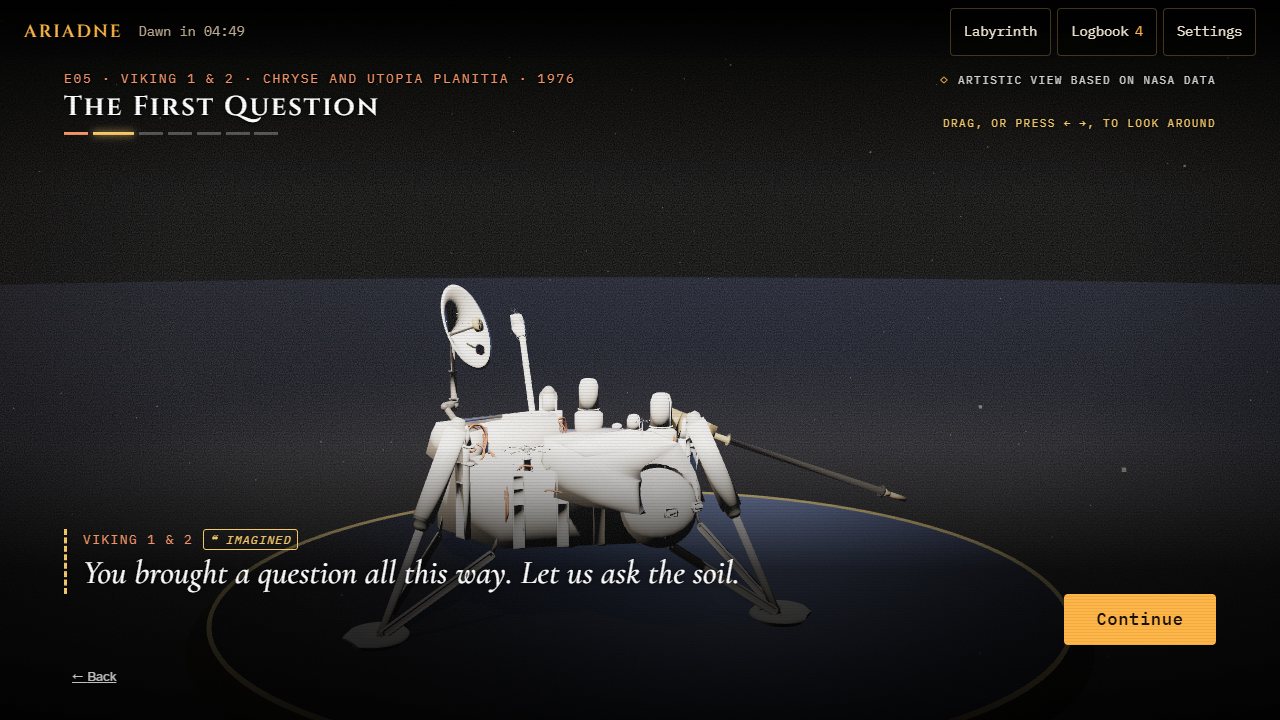 ARIADNE Dawn in 04:49 Labyrinth Logbook 4 Settings
E05 · VIKING 1 & 2 · CHRYSE AND UTOPIA PLANITIA · 1976
The First Question
◇ ARTISTIC VIEW BASED ON NASA DATA
DRAG, OR PRESS ← →, TO LOOK AROUND
VIKING 1 & 2 ❝ IMAGINED
You brought a question all this way. Let us ask the soil.
Continue
← Back